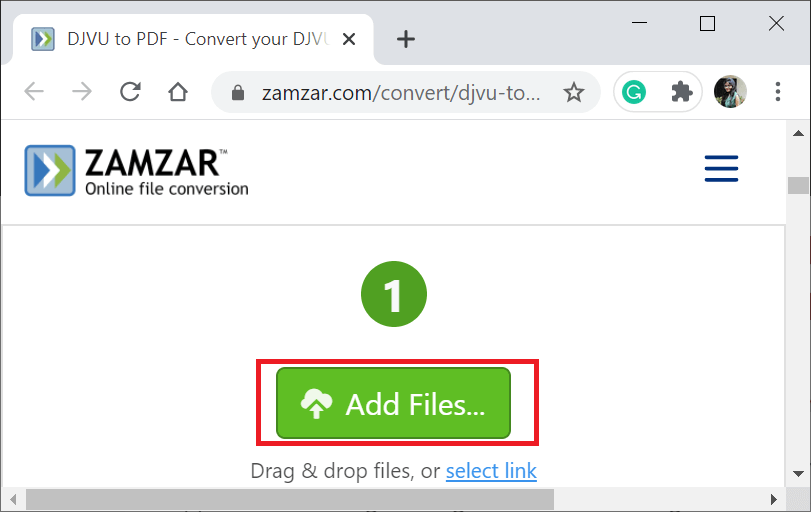 DJVU to PDF - Convert your DJVU
zamzar.com/convert/djvu-to...
ZAMZAR™
Online file conversion
1
Add Files...
Drag & drop files, or select link